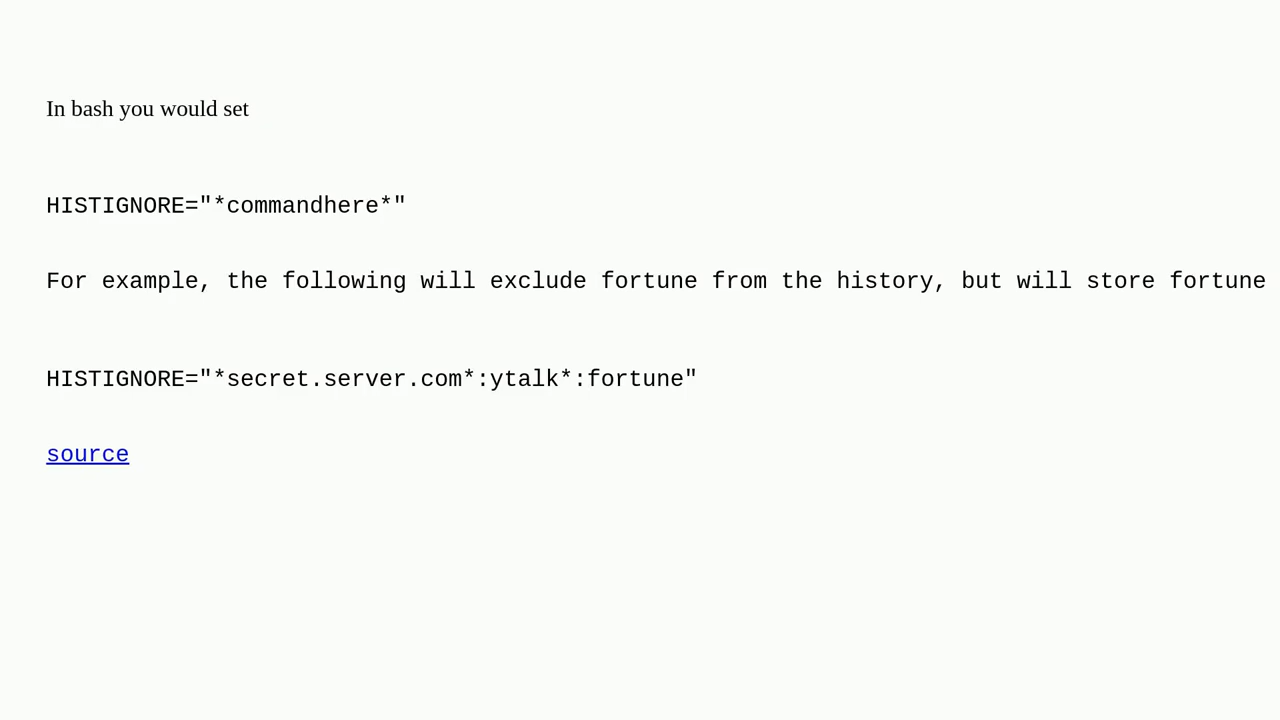 In bash you would set
HISTIGNORE="*commandhere*"
For example, the following will exclude fortune from the history, but will store fortune
HISTIGNORE="*secret.server.com*:ytalk*:fortune"
source